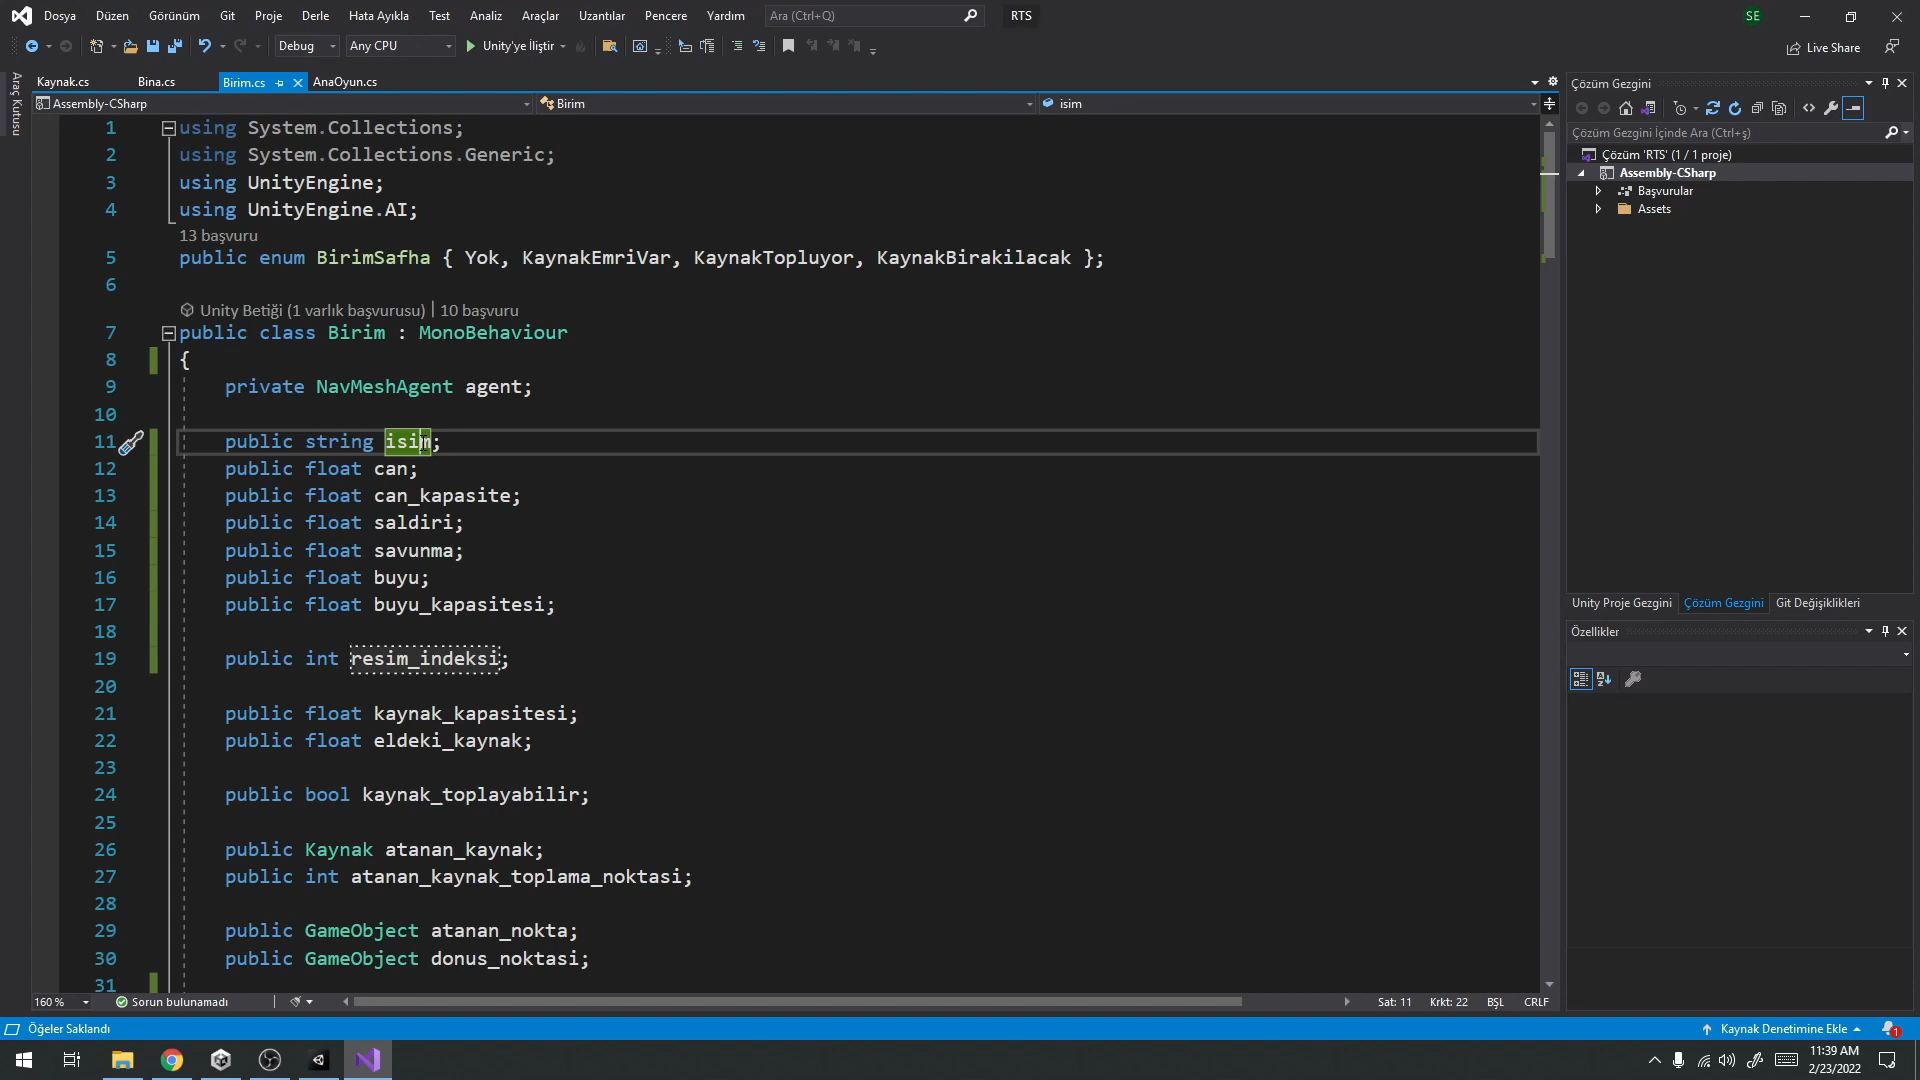 Dosya Düzen Görünüm Git Proje Derle Hata Ayıkla Test Analiz Araçlar Uzantılar Pencere Yardım Ara (Ctrl+Q) RTS SE
Debug Any CPU Unity'ye İliştir Live Share
Araç Kutusu
Kaynak.cs Bina.cs Birim.cs AnaOyun.cs
Assembly-CSharp Birim isim
1 using System.Collections;
2 using System.Collections.Generic;
3 using UnityEngine;
4 using UnityEngine.AI;
13 başvuru
5 public enum BirimSafha { Yok, KaynakEmriVar, KaynakTopluyor, KaynakBirakilacak };
6
Unity Betiği (1 varlık başvurusu) | 10 başvuru
7 public class Birim : MonoBehaviour
8 {
9 private NavMeshAgent agent;
10
11 public string isim;
12 public float can;
13 public float can_kapasite;
14 public float saldiri;
15 public float savunma;
16 public float buyu;
17 public float buyu_kapasitesi;
18
19 public int resim_indeksi;
20
21 public float kaynak_kapasitesi;
22 public float eldeki_kaynak;
23
24 public bool kaynak_toplayabilir;
25
26 public Kaynak atanan_kaynak;
27 public int atanan_kaynak_toplama_noktasi;
28
29 public GameObject atanan_nokta;
30 public GameObject donus_noktasi;
31
160 % Sorun bulunamadı Sat: 11 Krkt: 22 BŞL CRLF
Çözüm Gezgini
Çözüm Gezgini İçinde Ara (Ctrl+ş)
Çözüm 'RTS' (1 / 1 proje)
Assembly-CSharp
Başvurular
Assets
Unity Proje Gezgini Çözüm Gezgini Git Değişiklikleri
Özellikler
Öğeler Saklandı Kaynak Denetimine Ekle 1
11:39 AM
2/23/2022